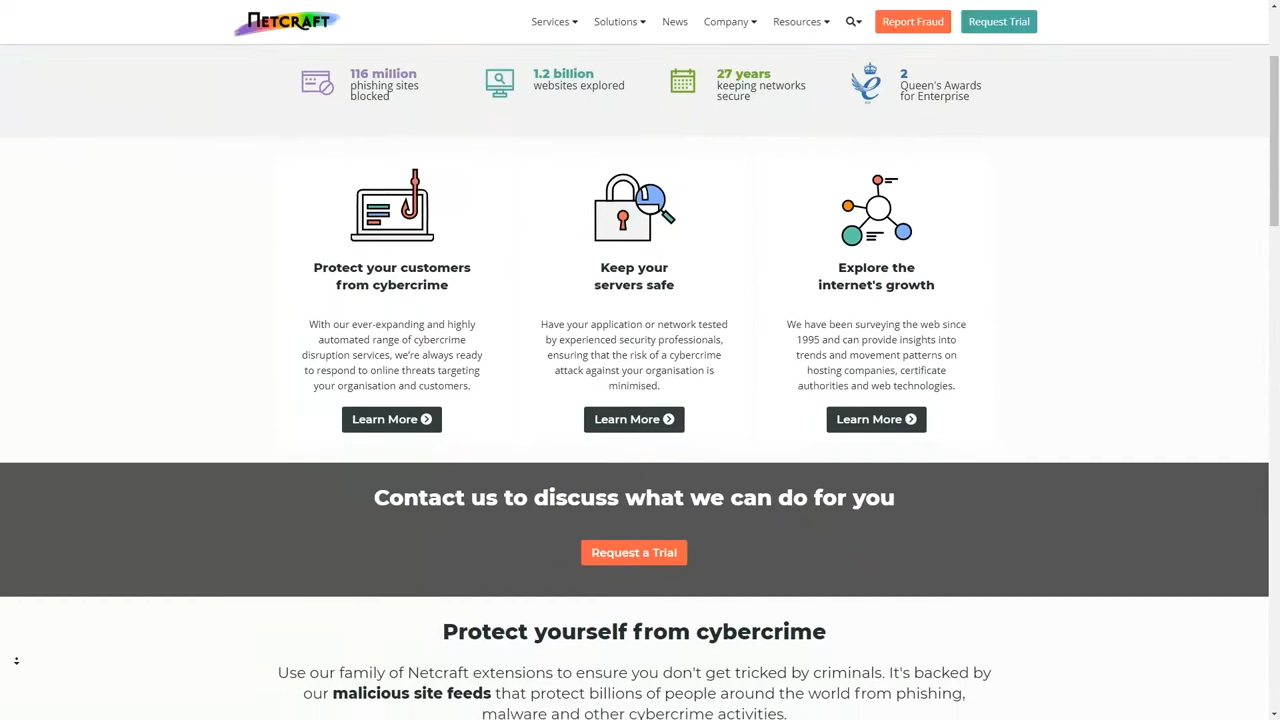 NETCRAFT
Services Solutions News Company Resources Report Fraud Request Trial
116 million
phishing sites
blocked
1.2 billion
websites explored
27 years
keeping networks
secure
2
Queen's Awards
for Enterprise
Protect your customers
from cybercrime
With our ever-expanding and highly
automated range of cybercrime
disruption services, we're always ready
to respond to online threats targeting
your organisation and customers.
Learn More
Keep your
servers safe
Have your application or network tested
by experienced security professionals,
ensuring that the risk of a cybercrime
attack against your organisation is
minimised.
Learn More
Explore the
internet's growth
We have been surveying the web since
1995 and can provide insights into
trends and movement patterns on
hosting companies, certificate
authorities and web technologies.
Learn More
Contact us to discuss what we can do for you
Request a Trial
Protect yourself from cybercrime
Use our family of Netcraft extensions to ensure you don't get tricked by criminals. It's backed by
our malicious site feeds that protect billions of people around the world from phishing,
malware and other cybercrime activities.